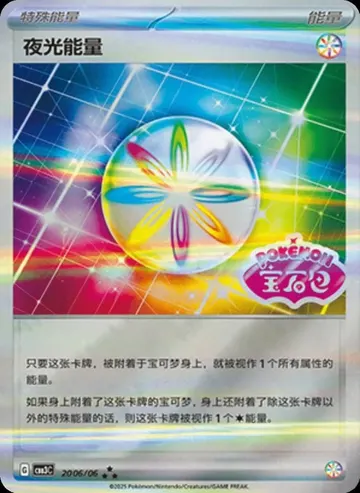 特殊能量
能量
夜光能量
POKÉMON
宝石包
只要这张卡牌，被附着于宝可梦身上，就被视作1个所有属性的
能量。
如果身上附着了这张卡牌的宝可梦，身上还附着了除这张卡牌以
外的特殊能量的话，则这张卡牌被视作1个能量。
G
2006/06
©2025 Pokémon/Nintendo/Creatures/GAME FREAK.